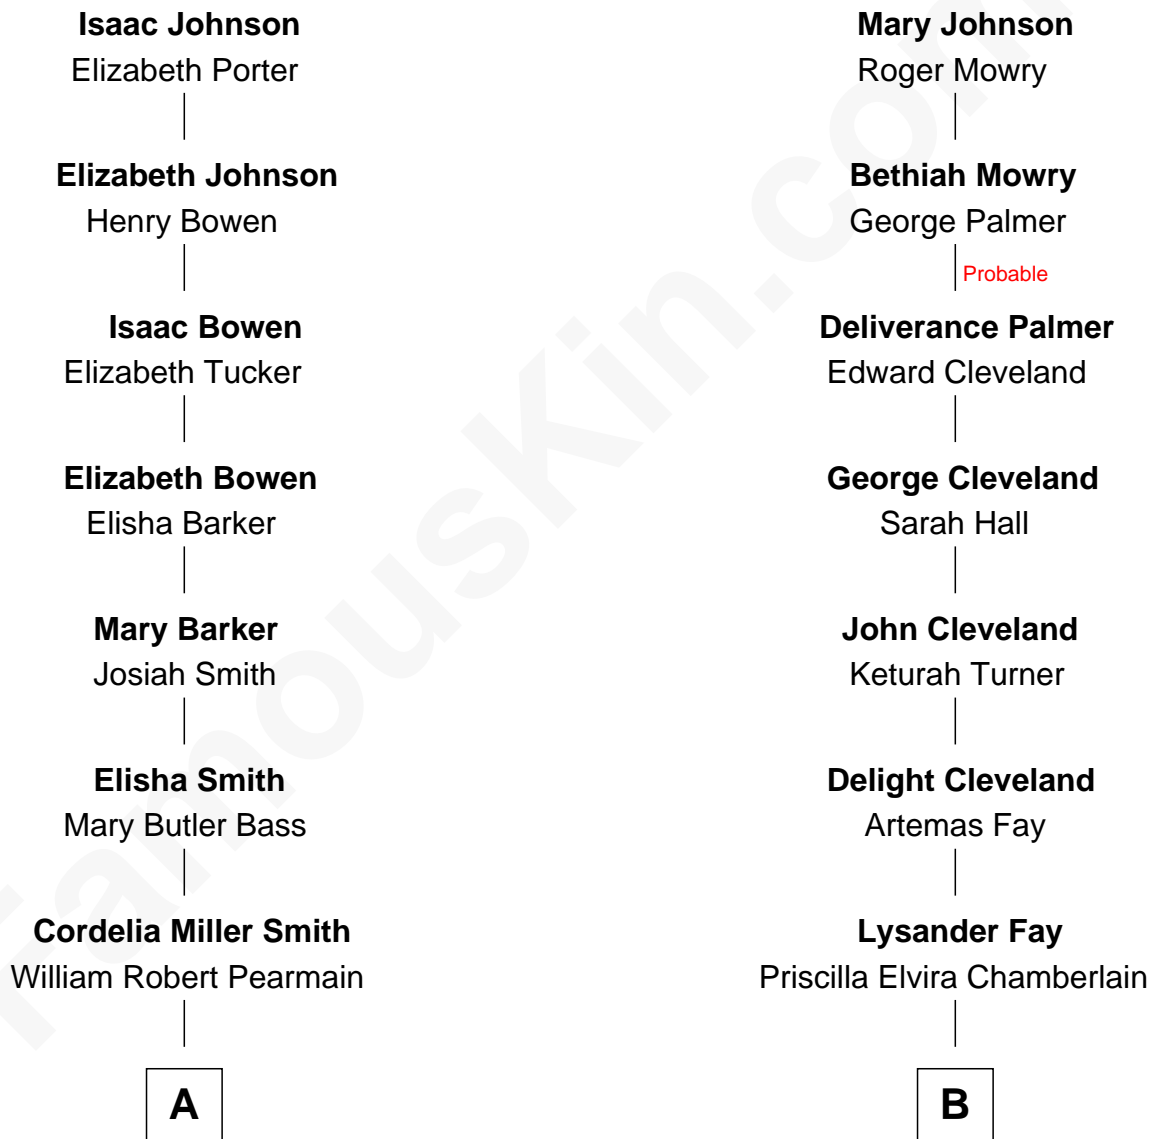 Isaac Johnson
Elizabeth Porter
Elizabeth Johnson
Henry Bowen
Isaac Bowen
Elizabeth Tucker
Elizabeth Bowen
Elisha Barker
Mary Barker
Josiah Smith
Elisha Smith
Mary Butler Bass
Cordelia Miller Smith
William Robert Pearmain
A
Mary Johnson
Roger Mowry
Bethiah Mowry
George Palmer
Probable
Deliverance Palmer
Edward Cleveland
George Cleveland
Sarah Hall
John Cleveland
Keturah Turner
Delight Cleveland
Artemas Fay
Lysander Fay
Priscilla Elvira Chamberlain
B
FamousKin.com